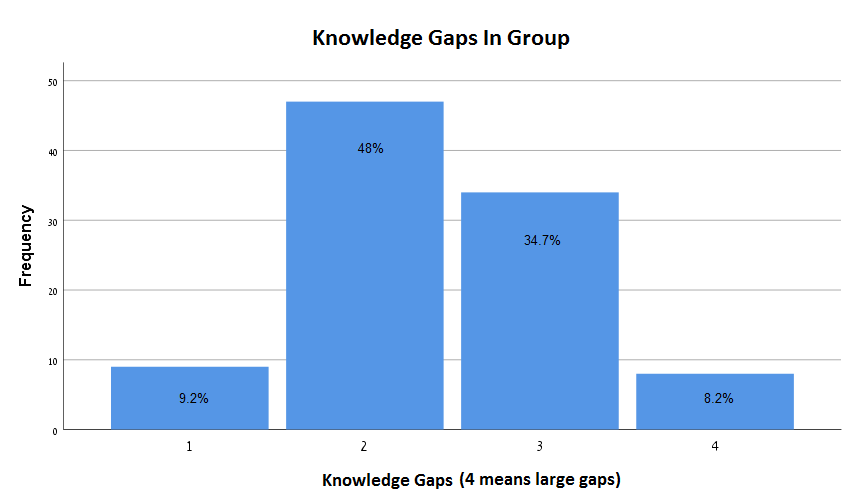 Knowledge Gaps In Group
50
40
30
20
10
0
Frequency
48%
34.7%
9.2%
8.2%
1 2 3 4
Knowledge Gaps (4 means large gaps)